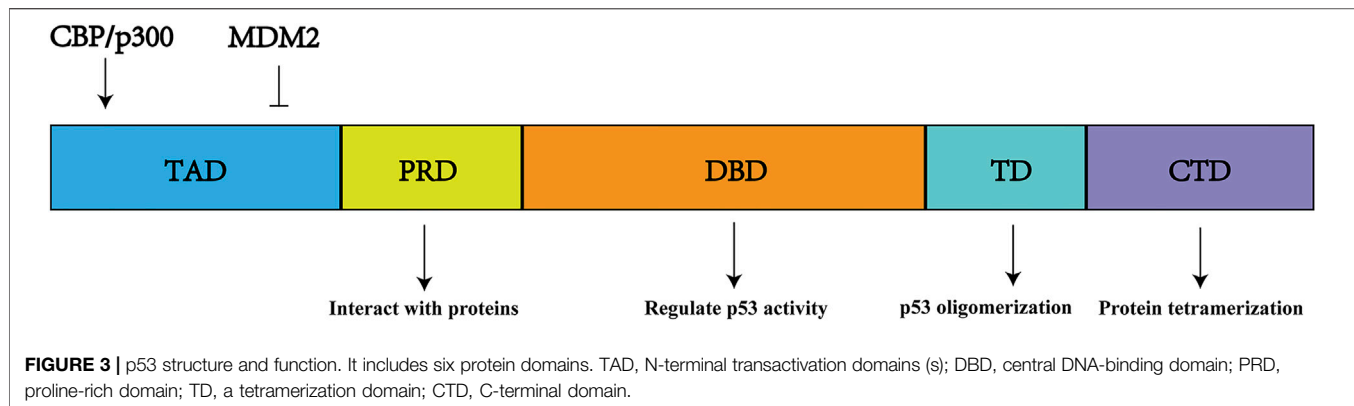 CBP/p300 MDM2
TAD PRD DBD TD CTD
Interact with proteins Regulate p53 activity p53 oligomerization Protein tetramerization
FIGURE 3 | p53 structure and function. It includes six protein domains. TAD, N-terminal transactivation domains (s); DBD, central DNA-binding domain; PRD,
proline-rich domain; TD, a tetramerization domain; CTD, C-terminal domain.